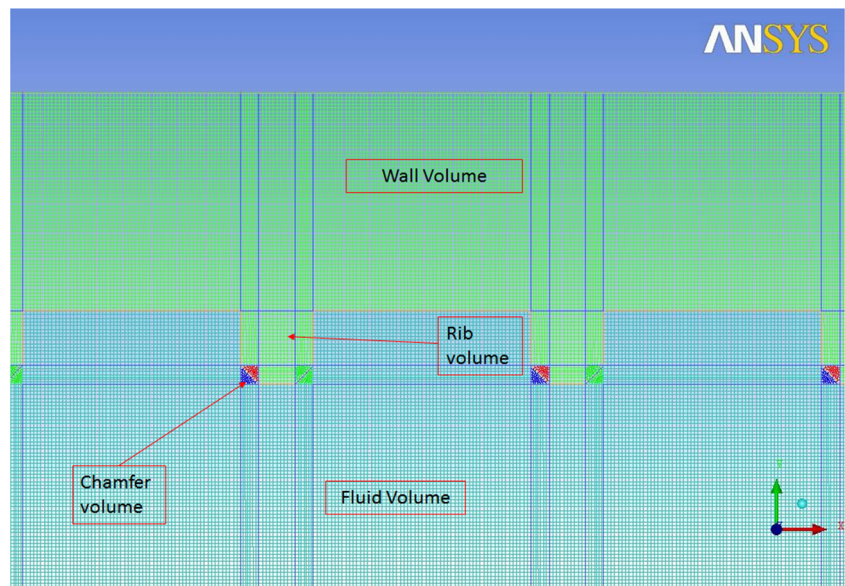 ANSYS
Wall Volume
Rib
volume
Chamfer
volume
Fluid Volume
Y
X